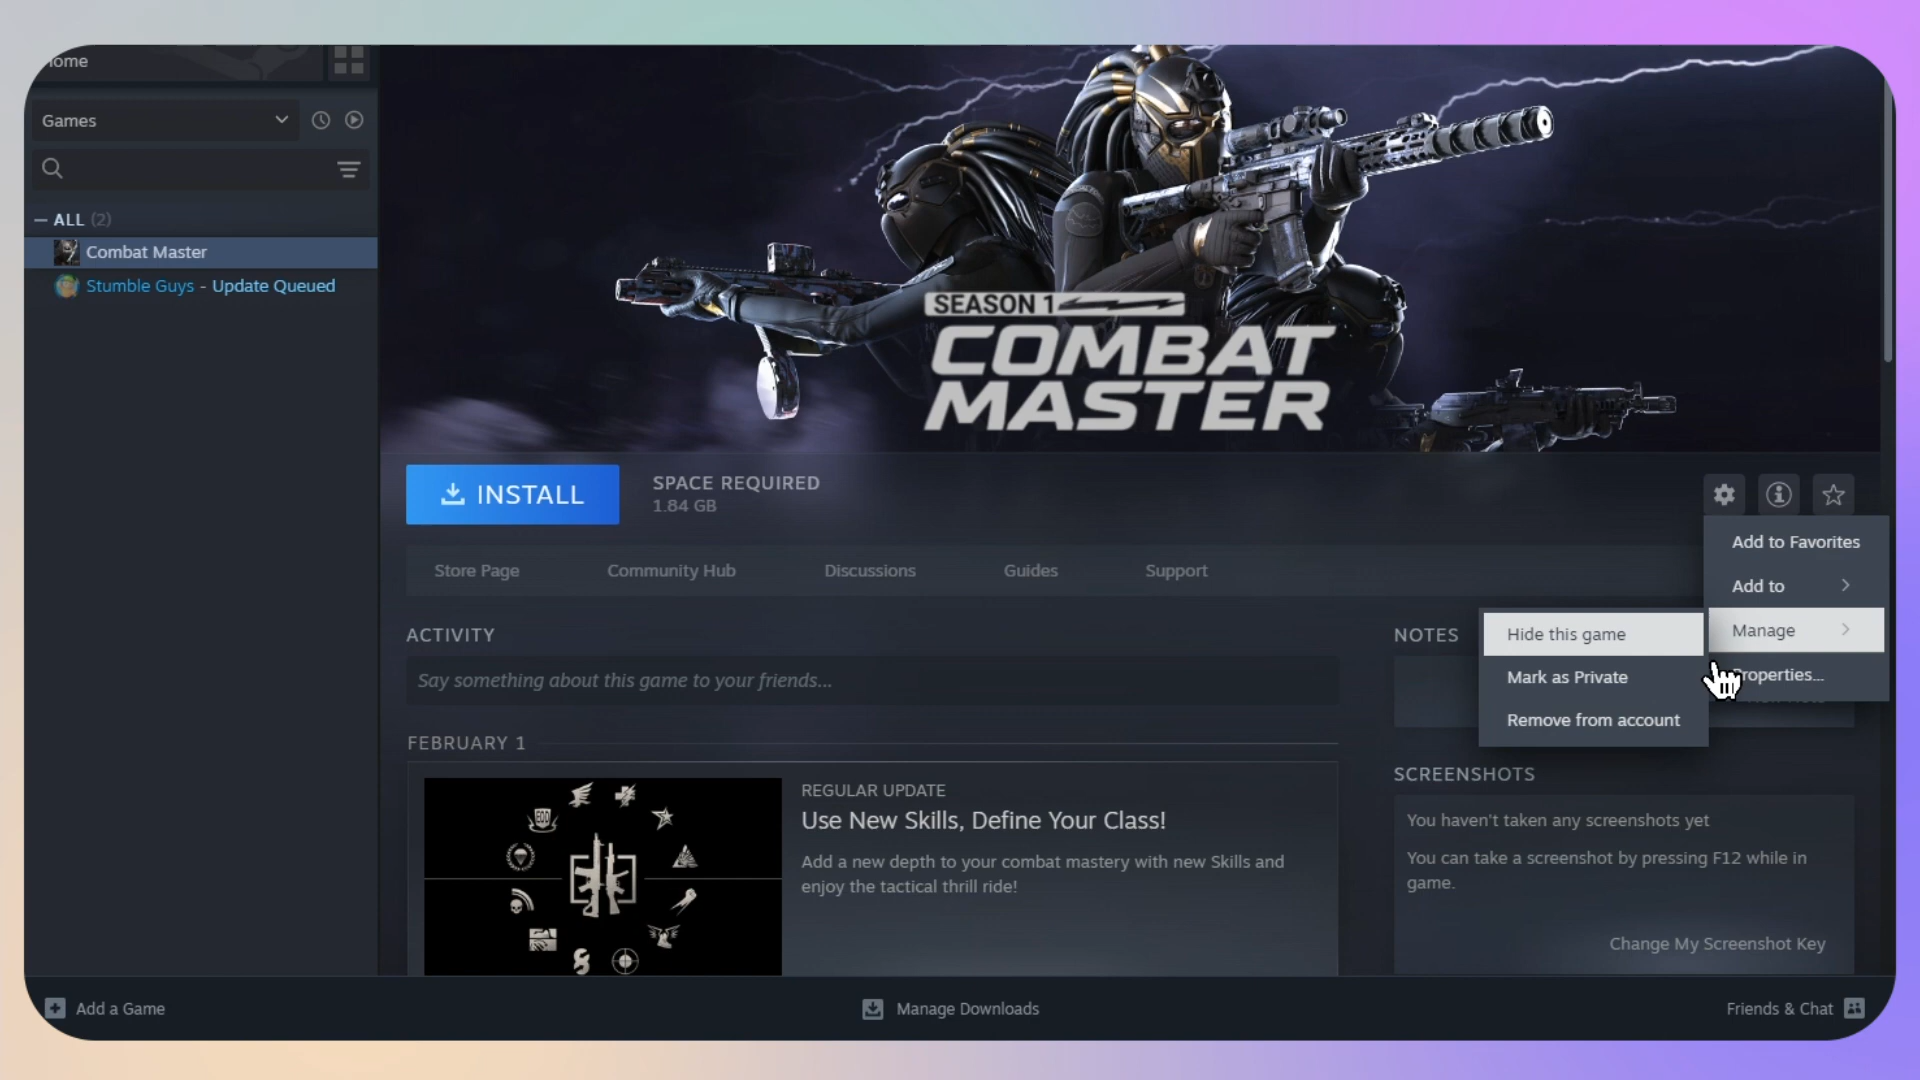 Home
Games
ALL (2)
Combat Master
Stumble Guys - Update Queued
SEASON 1
COMBAT
MASTER
INSTALL
SPACE REQUIRED
1.84 GB
Store Page
Community Hub
Discussions
Guides
Support
Add to Favorites
Add to
Manage
Properties...
Hide this game
Mark as Private
Remove from account
ACTIVITY
Say something about this game to your friends...
NOTES
FEBRUARY 1
EOD
REGULAR UPDATE
Use New Skills, Define Your Class!
Add a new depth to your combat mastery with new Skills and
enjoy the tactical thrill ride!
SCREENSHOTS
You haven't taken any screenshots yet
You can take a screenshot by pressing F12 while in
game.
Change My Screenshot Key
Add a Game
Manage Downloads
Friends & Chat